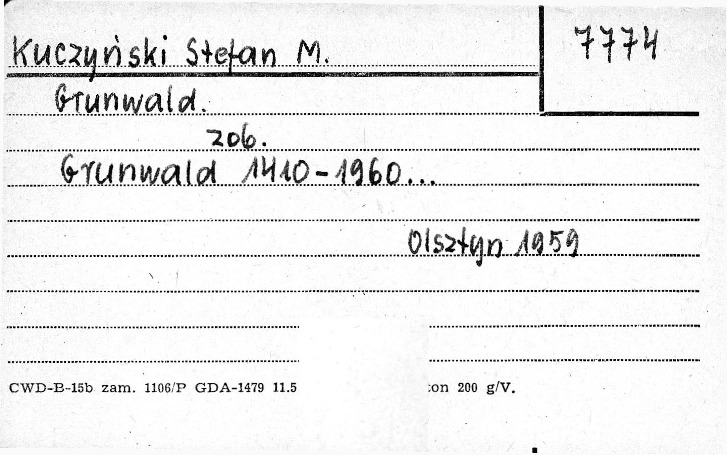 Kuczyński Stefan M.
7774
Grunwald.
zob.
Grunwald 1410-1960...
Olsztyn 1959
CWD-B-15b zam. 1106/P GDA-1479 11.5 ton 200 g/V.